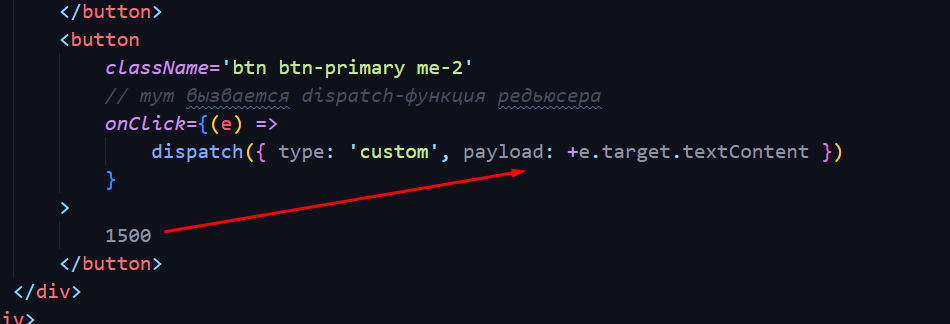 </button>
<button
className='btn btn-primary me-2'
// тут вызвается dispatch-функция редьюсера
onClick={(e) =>
dispatch({ type: 'custom', payload: +e.target.textContent })
}
>
1500
</button>
</div>
iv>